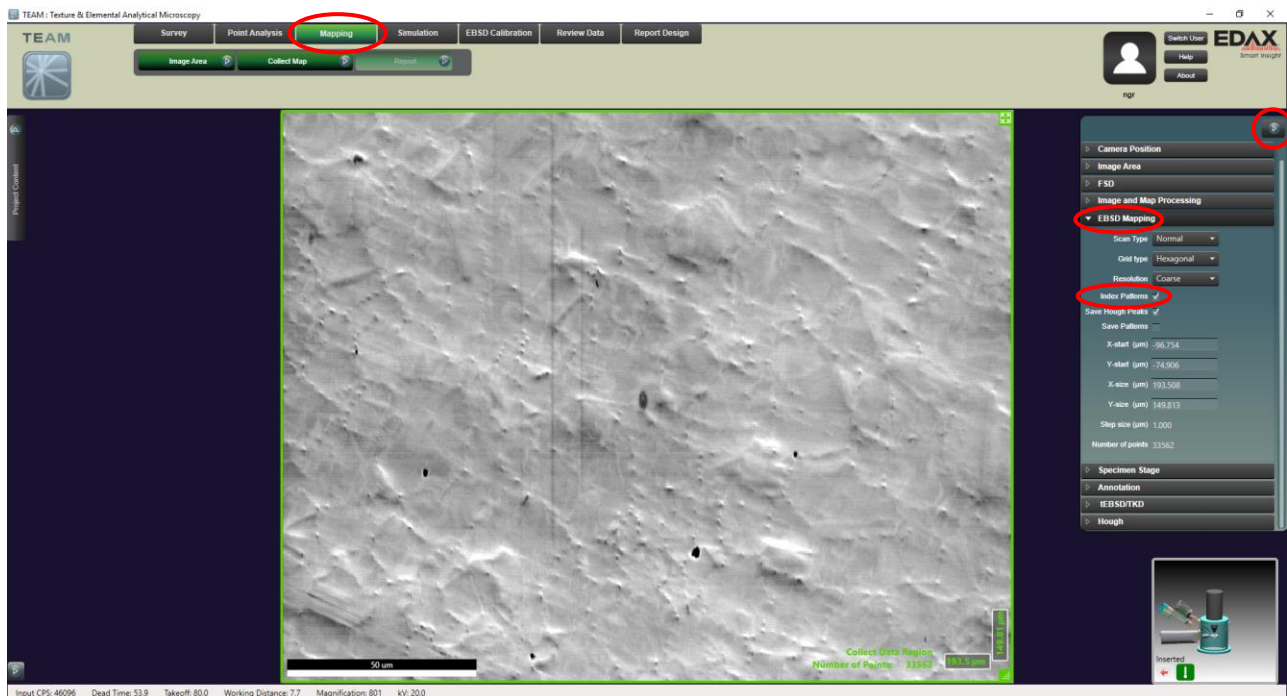 TEAM : Texture & Elemental Analytical Microscopy
TEAM
Survey
Point Analysis
Mapping
Simulation
EBSD Calibration
Review Data
Report Design
Image Area
Collect Map
Report
Switch User
Help
About
EDAX
Smart Insight
ngr
Project Content
Camera Position
Image Area
FSD
Image and Map Processing
EBSD Mapping
Scan Type Normal
Grid type Hexagonal
Resolution Coarse
Index Patterns
Save Hough Peaks
Save Patterns
X-start (µm) -96.754
Y-start (µm) -74.906
X-size (µm) 193.508
Y-size (µm) 149.813
Step size (µm) 1.000
Number of points 33562
Specimen Stage
Annotation
tEBSD/TKD
Hough
50 um
Collect Data Region
Number of Points: 33562
193.5 µm
149.81 µm
Inserted
Input CPS: 46096 Dead Time: 53.9 Takeoff: 80.0 Working Distance: 7.7 Magnification: 801 kV: 20.0